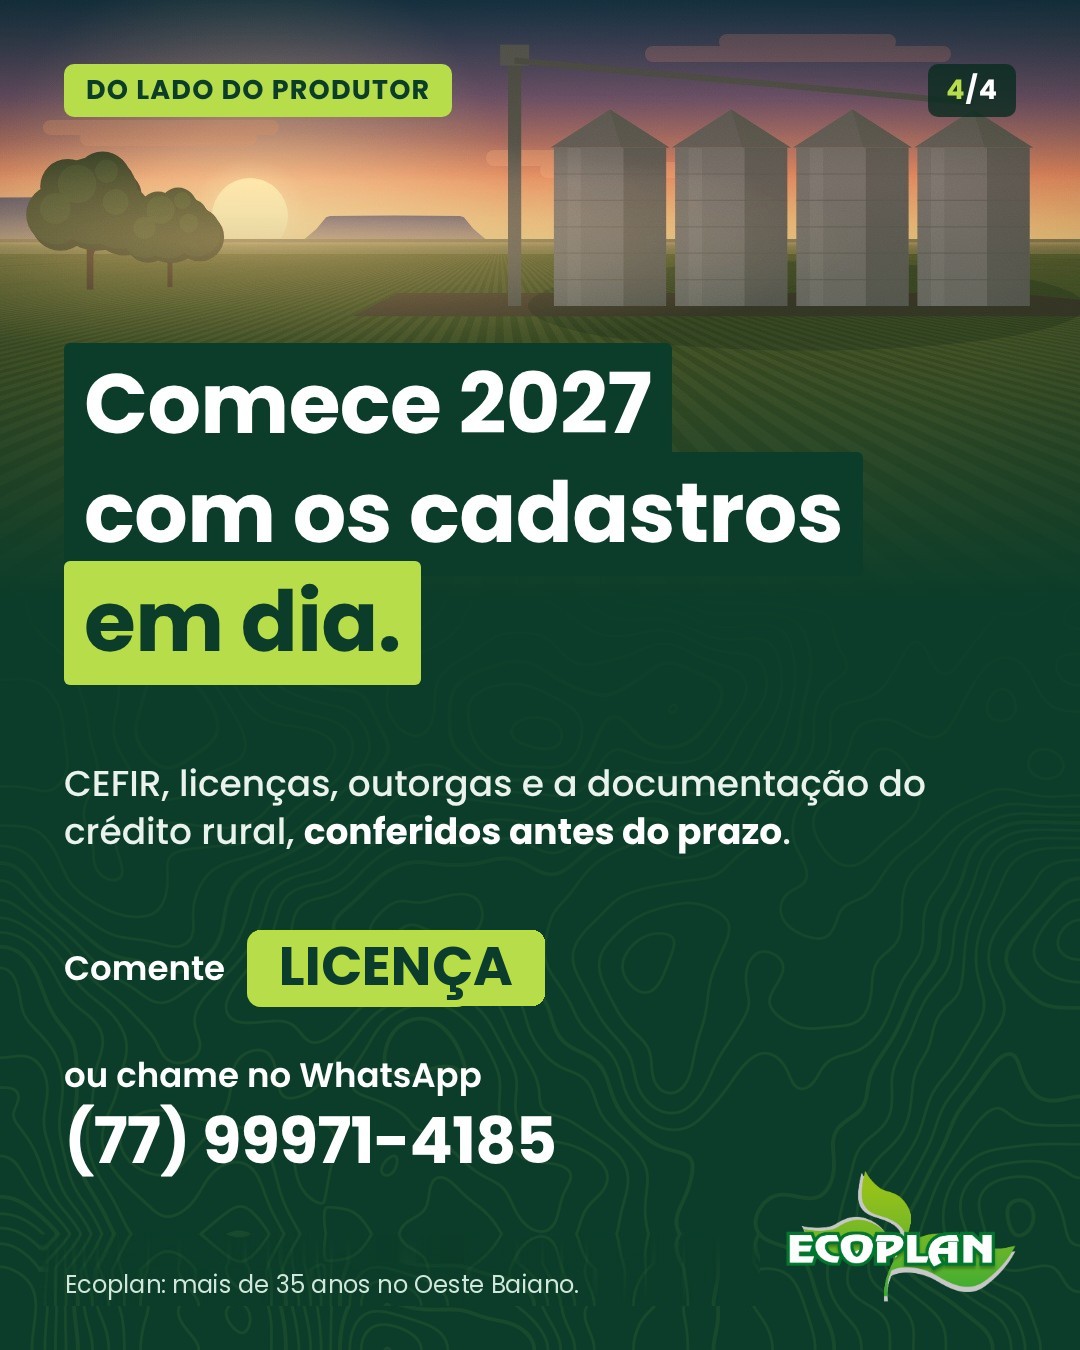 DO LADO DO PRODUTOR
4/4
Comece 2027
com os cadastros
em dia.
CEFIR, licenças, outorgas e a documentação do
crédito rural, conferidos antes do prazo.
Comente LICENÇA
ou chame no WhatsApp
(77) 99971-4185
ECOPLAN
Ecoplan: mais de 35 anos no Oeste Baiano.